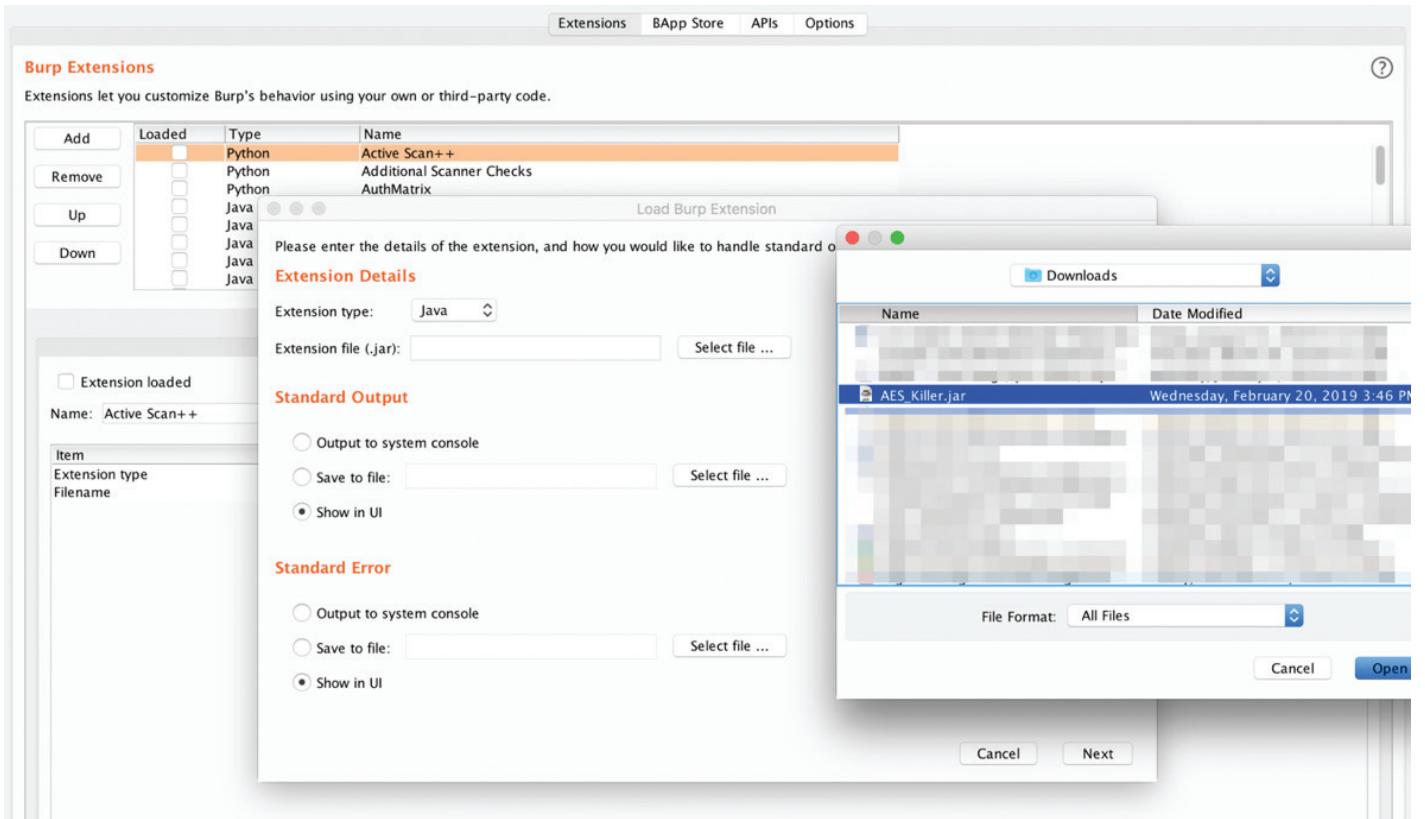 Extensions BApp Store APIs Options
Burp Extensions
?
Extensions let you customize Burp's behavior using your own or third-party code.
Add
Remove
Up
Down
Loaded Type Name
Python Active Scan++
Python Additional Scanner Checks
Python AuthMatrix
Java
Java
Java
Java
Java
Extension loaded
Name: Active Scan++
Item
Extension type
Filename
Load Burp Extension
Please enter the details of the extension, and how you would like to handle standard o
Extension Details
Extension type: Java
Extension file (.jar): Select file ...
Standard Output
Output to system console
Save to file: Select file ...
Show in UI
Standard Error
Output to system console
Save to file: Select file ...
Show in UI
Cancel Next
Downloads
Name Date Modified
AES_Killer.jar Wednesday, February 20, 2019 3:46 PM
File Format: All Files
Cancel Open